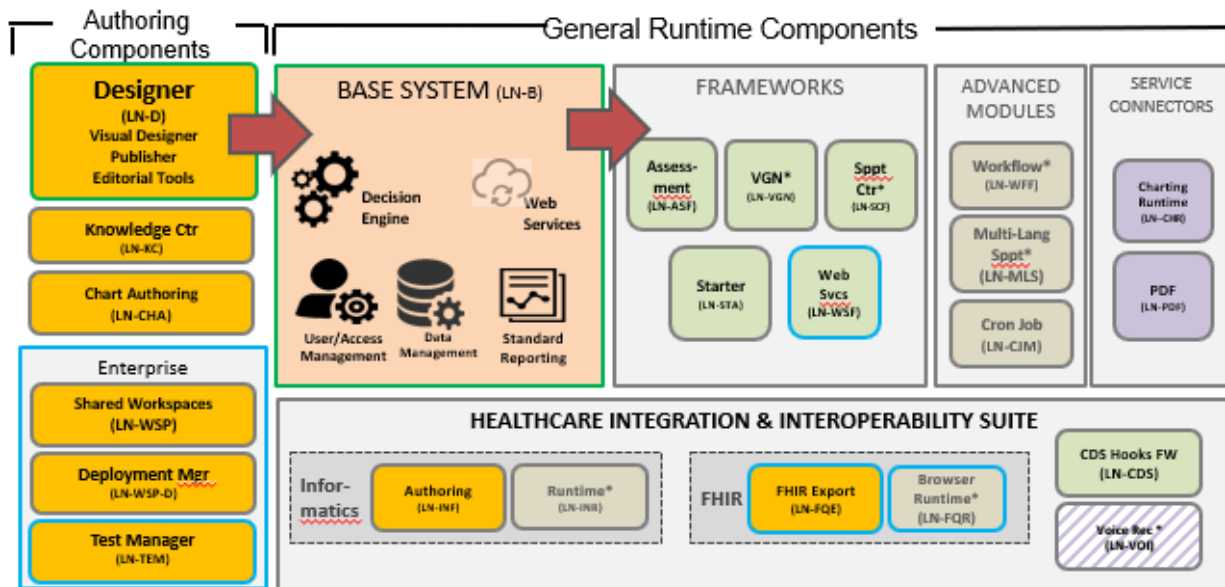 Authoring
Components
General Runtime Components
Designer
(LN-D)
Visual Designer
Publisher
Editorial Tools
Knowledge Ctr
(LN-KC)
Chart Authoring
(LN-CHA)
Enterprise
Shared Workspaces
(LN-WSP)
Deployment Mgr
(LN-WSP-D)
Test Manager
(LN-TEM)
BASE SYSTEM (LN-B)
Decision
Engine
Web
Services
User/Access
Management
Data
Management
Standard
Reporting
FRAMEWORKS
Assess-
ment
(LN-ASF)
VGN*
(LN-VGN)
Sppt
Ctr*
(LN-SCF)
Starter
(LN-STA)
Web
Svcs
(LN-WSF)
ADVANCED
MODULES
Workflow*
(LN-WFF)
Multi-Lang
Sppt*
(LN-MLS)
Cron Job
(LN-CJM)
SERVICE
CONNECTORS
Charting
Runtime
(LN-CHR)
PDF
(LN-PDF)
HEALTHCARE INTEGRATION & INTEROPERABILITY SUITE
Infor-
matics
Authoring
(LN-INF)
Runtime*
(LN-INR)
FHIR
FHIR Export
(LN-FQE)
Browser
Runtime*
(LN-FQR)
CDS Hooks FW
(LN-CDS)
Voice Rec *
(LN-VOI)